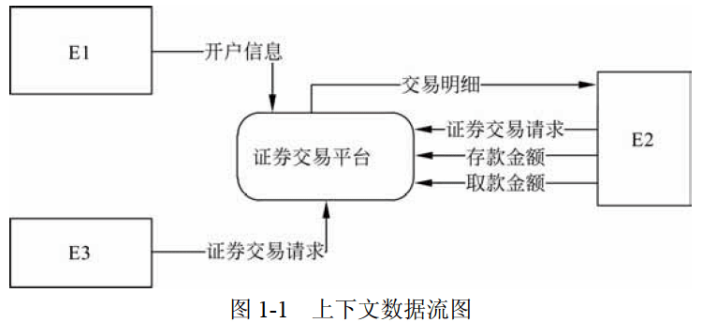 E1
开户信息
交易明细
证券交易请求
证券交易平台
存款金额
E2
取款金额
E3
证券交易请求
图 1-1 上下文数据流图